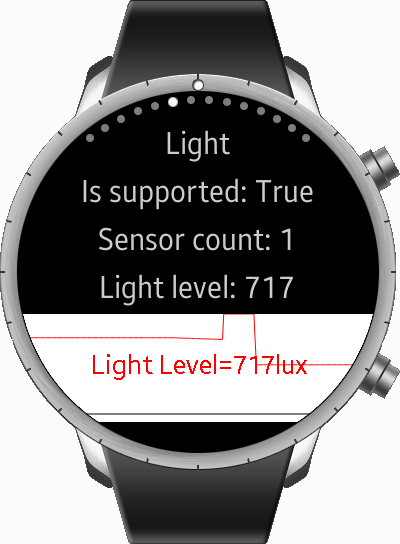 Light
Is supported: True
Sensor count: 1
Light level: 717
Light Level=717lux